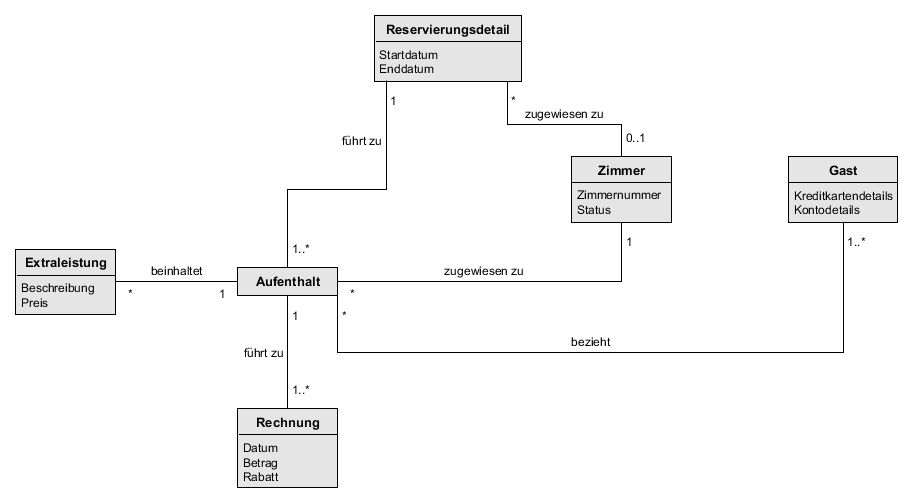 Reservierungsdetail
Startdatum
Enddatum
1
*
zugewiesen zu
führt zu
0..1
Zimmer
Zimmernummer
Status
Gast
Kreditkartendetails
Kontodetails
1..*
1
1..*
Extraleistung
Beschreibung
Preis
beinhaltet
*
1
Aufenthalt
zugewiesen zu
*
*
1
bezieht
führt zu
1..*
Rechnung
Datum
Betrag
Rabatt